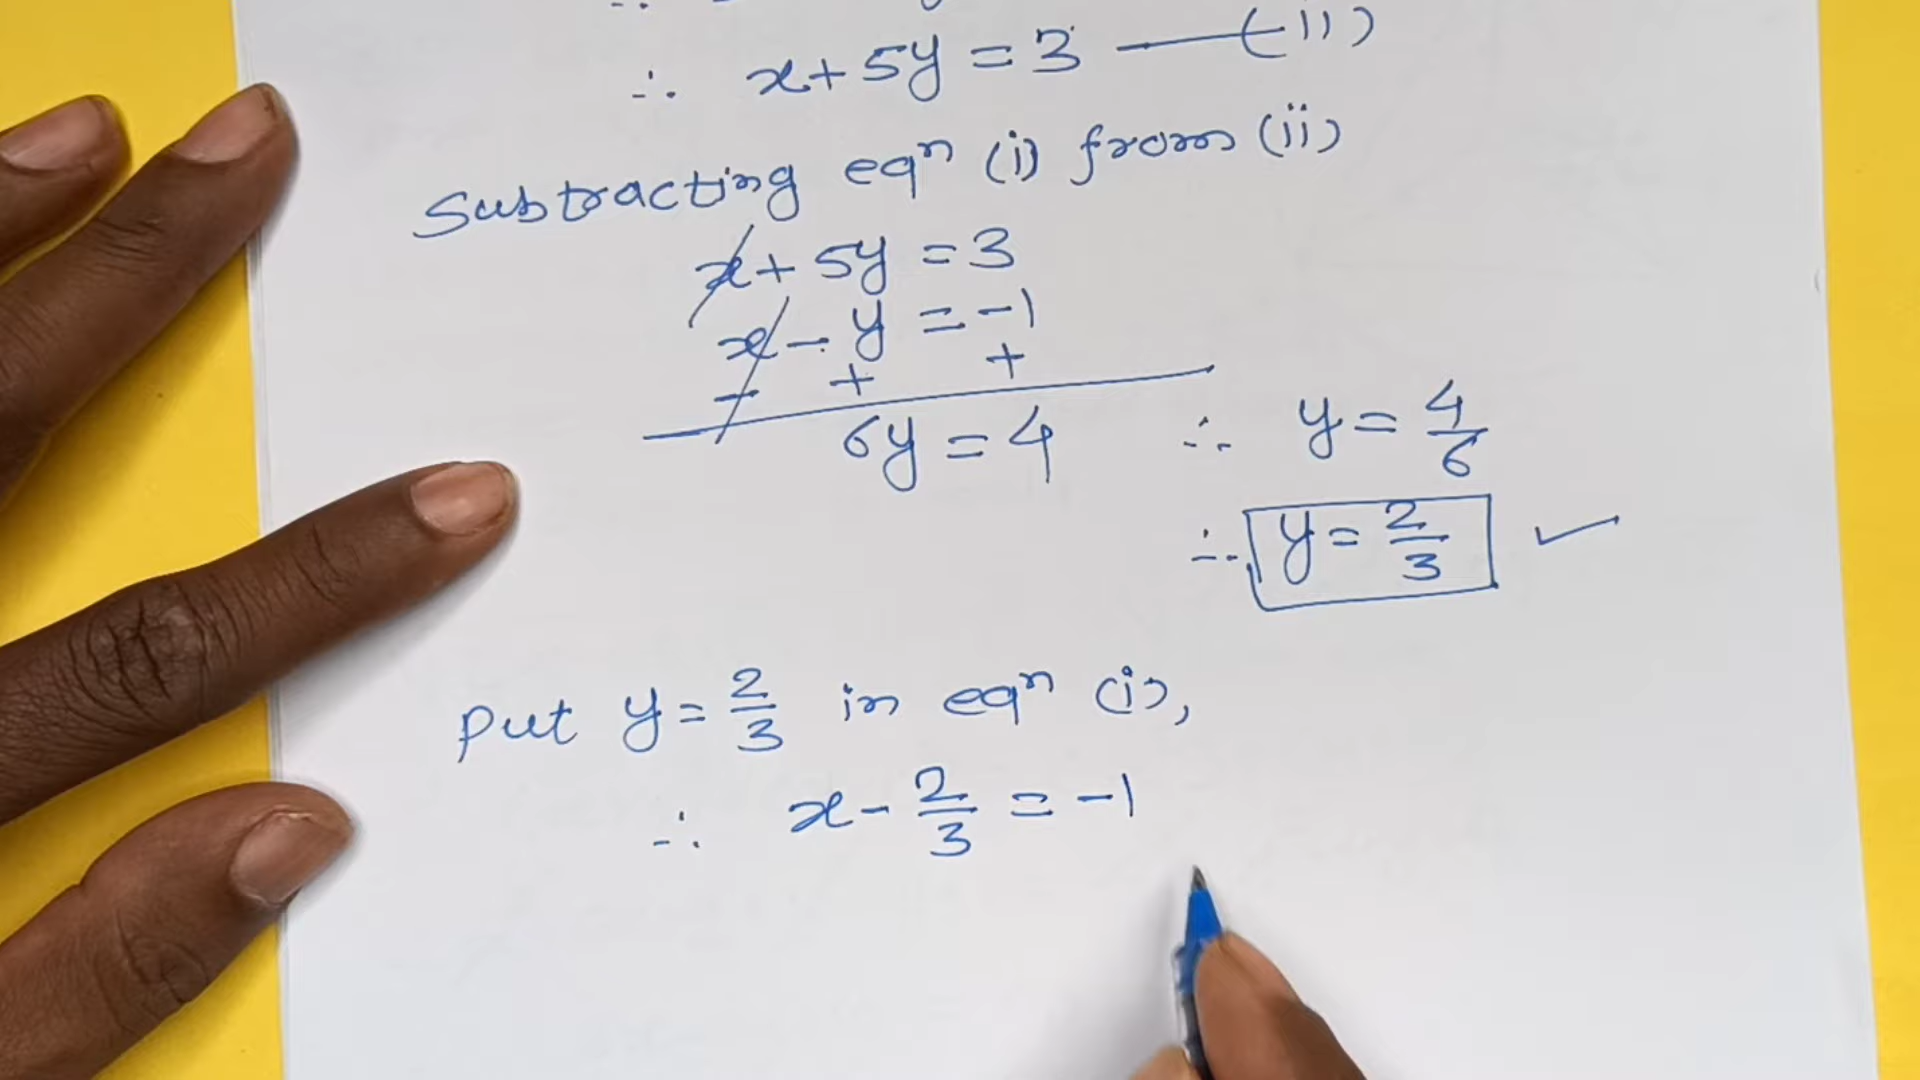 ∴ x + 5y = 3 —— (ii)
Subtracting eqⁿ (i) from (ii)
x + 5y = 3
x - y = -1
- + +
6y = 4 ∴ y = 4/6
∴ y = 2/3 ✓
Put y = 2/3 in eqⁿ (i),
∴ x - 2/3 = -1